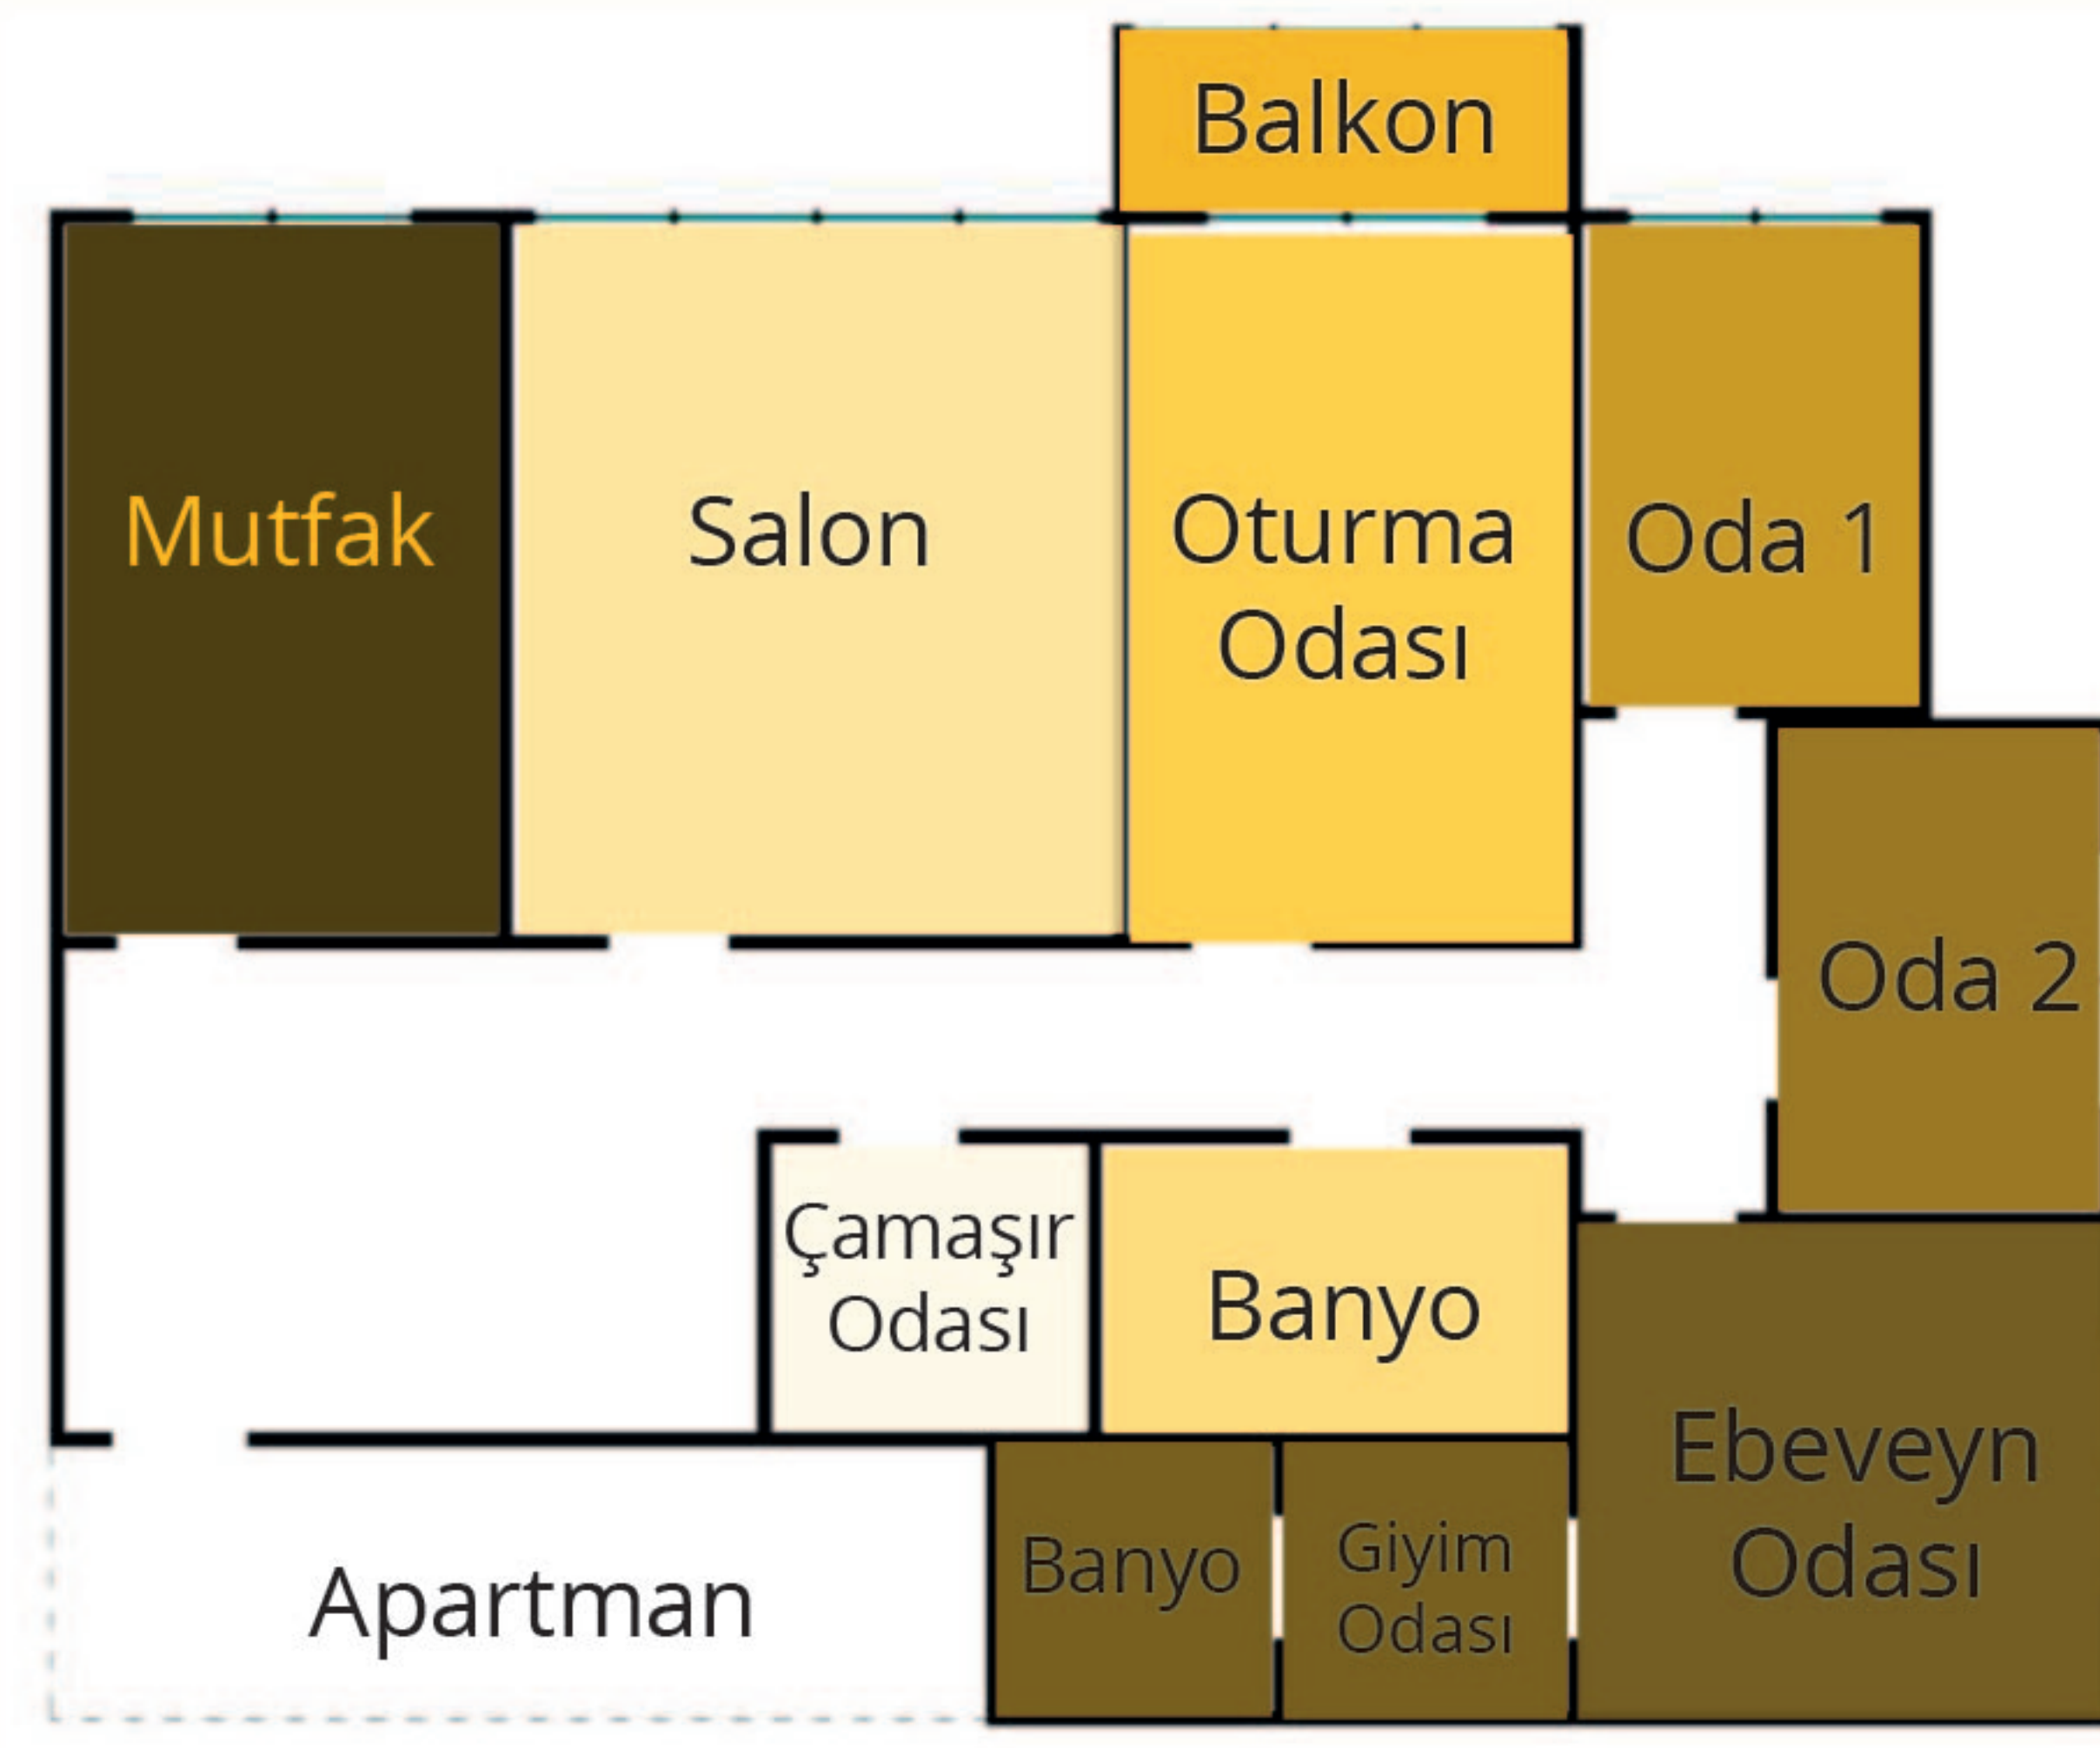 Balkon
Mutfak
Salon
Oturma
Odası
Oda 1
Oda 2
Çamaşır
Odası
Banyo
Ebeveyn
Odası
Banyo
Giyim
Odası
Apartman